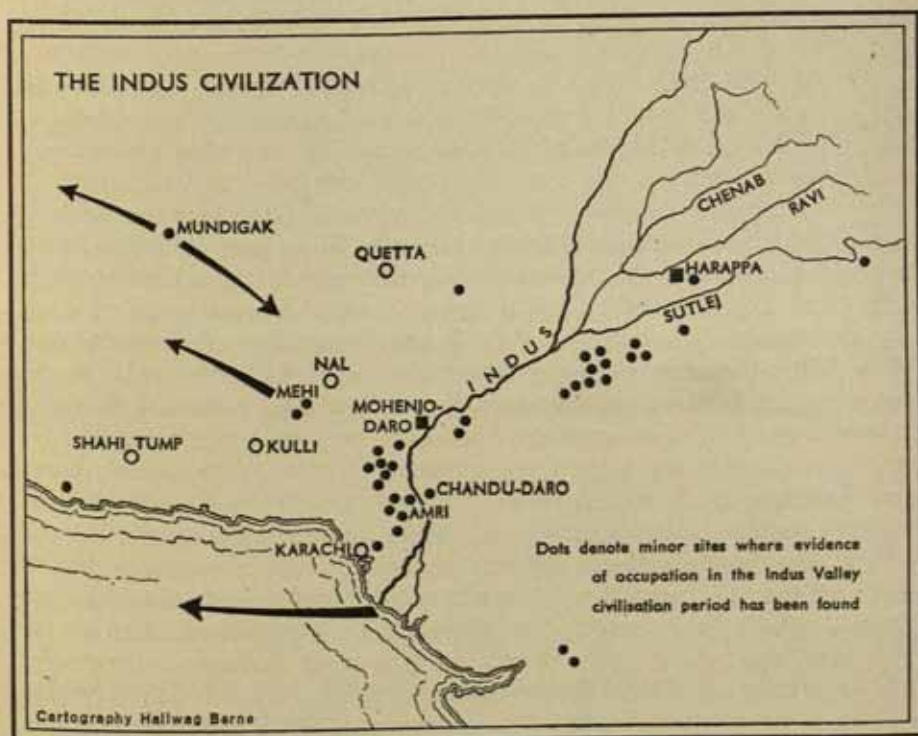 THE INDUS CIVILIZATION
CHENAB
RAVI
MUNDIGAK
QUETTA
HARAPPA
SUTLEJ
INDUS
NAL
MEHI
MOHENJO-
DARO
SHAHI TUMP
KULLI
CHANDU-DARO
AMRI
KARACHI
Dots denote minor sites where evidence
of occupation in the Indus Valley
civilisation period has been found
Cartography Hallwag Berne